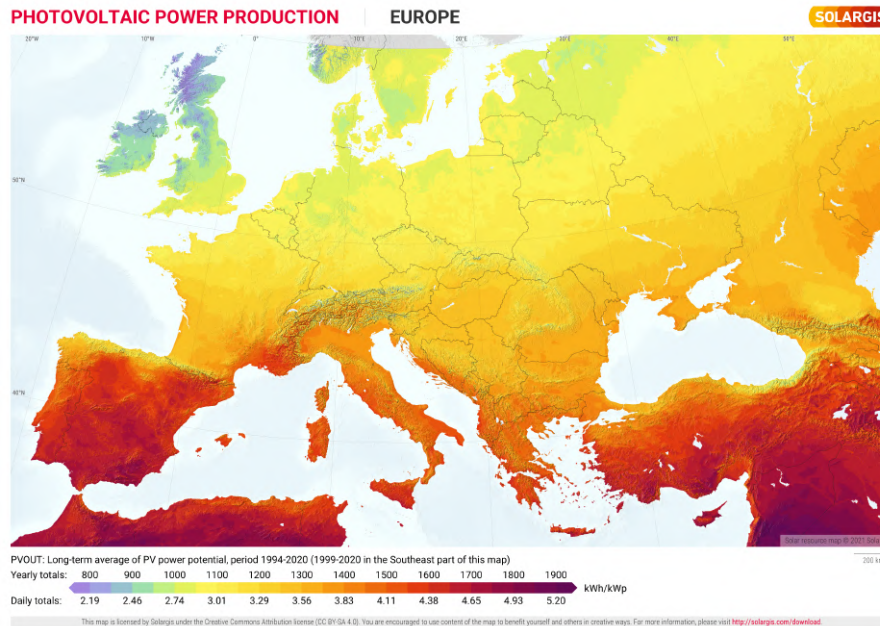 PHOTOVOLTAIC POWER PRODUCTION EUROPE
SOLARGIS
20°W 10°W 0° 10°E 20°E 30°E 40°E 50°E
50°N
40°N
Solar resource map © 2021
PVOUT: Long-term average of PV power potential, period 1994-2020 (1999-2020 in the Southeast part of this map)
200
Yearly totals: 800 900 1000 1100 1200 1300 1400 1500 1600 1700 1800 1900
kWh/kWp
Daily totals: 2.19 2.46 2.74 3.01 3.29 3.56 3.83 4.11 4.38 4.65 4.93 5.20
This map is licensed by Solargis under the Creative Commons Attribution license (CC BY-SA 4.0). You are encouraged to use content of the map to benefit yourself and others in creative ways. For more information, please visit http://solargis.com/download.